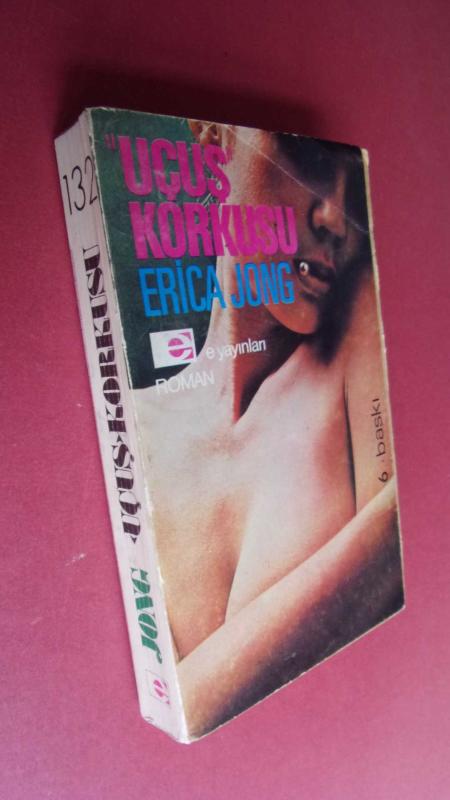 "UÇUŞ
KORKUSU
ERİCA JONG
e
e yayınları
ROMAN
6. baskı
132
UÇUŞ KORKUSU
JONG
e